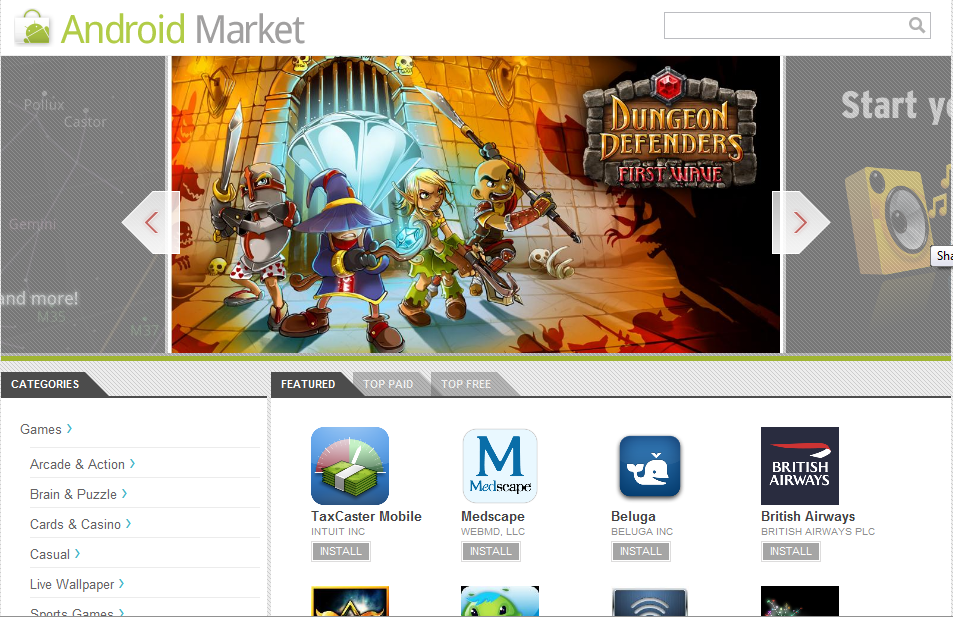 Android Market
Pollux
Castor
Gemini
and more!
M35
M37
DUNGEON
DEFENDERS
FIRST WAVE
Start
CATEGORIES
FEATURED
TOP PAID
TOP FREE
Games
Arcade & Action
Brain & Puzzle
Cards & Casino
Casual
Live Wallpaper
Sports Games
TaxCaster Mobile
INTUIT INC
INSTALL
M
Medscape
Medscape
WEBMD, LLC
INSTALL
Beluga
BELUGA INC
INSTALL
BRITISH
AIRWAYS
British Airways
BRITISH AIRWAYS PLC
INSTALL